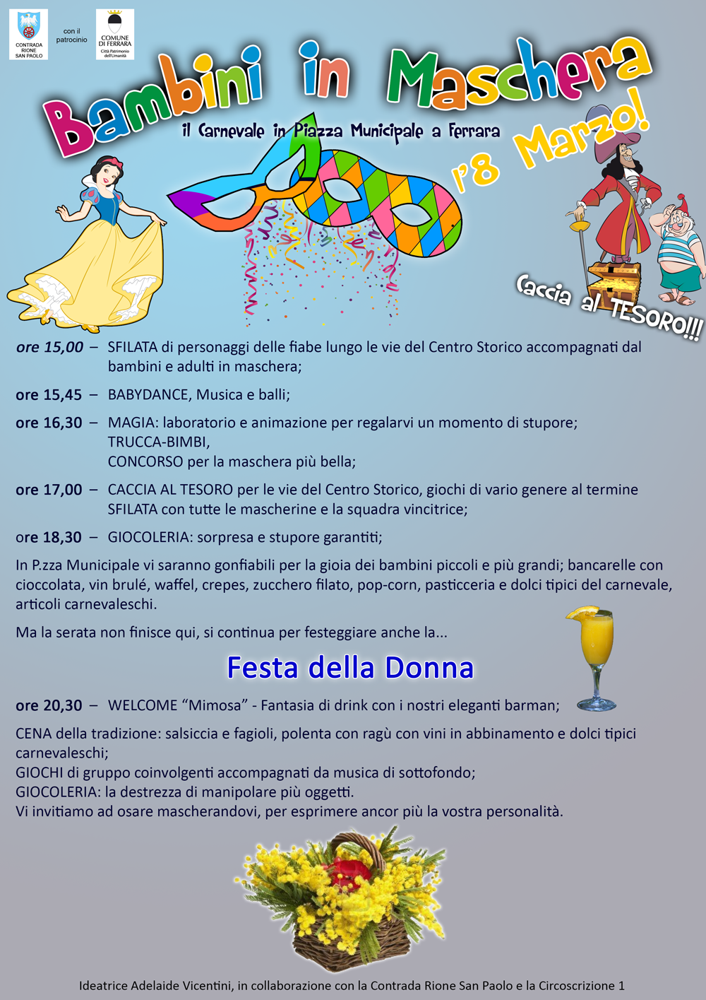 CONTRADA
RIONE
SAN PAOLO
con il
patrocinio
COMUNE
DI FERRARA
Città Patrimonio
dell'Umanità
Bambini in Maschera
il Carnevale in Piazza Municipale a Ferrara
l'8 Marzo!
Caccia al TESORO!!!
ore 15,00 – SFILATA di personaggi delle fiabe lungo le vie del Centro Storico accompagnati dal
bambini e adulti in maschera;
ore 15,45 – BABYDANCE, Musica e balli;
ore 16,30 – MAGIA: laboratorio e animazione per regalarvi un momento di stupore;
TRUCCA-BIMBI,
CONCORSO per la maschera più bella;
ore 17,00 – CACCIA AL TESORO per le vie del Centro Storico, giochi di vario genere al termine
SFILATA con tutte le mascherine e la squadra vincitrice;
ore 18,30 – GIOCOLERIA: sorpresa e stupore garantiti;
In P.zza Municipale vi saranno gonfiabili per la gioia dei bambini piccoli e più grandi; bancarelle con
cioccolata, vin brulé, waffel, crepes, zucchero filato, pop-corn, pasticceria e dolci tipici del carnevale,
articoli carnevaleschi.
Ma la serata non finisce qui, si continua per festeggiare anche la...
Festa della Donna
ore 20,30 – WELCOME “Mimosa” - Fantasia di drink con i nostri eleganti barman;
CENA della tradizione: salsiccia e fagioli, polenta con ragù con vini in abbinamento e dolci tipici
carnevaleschi;
GIOCHI di gruppo coinvolgenti accompagnati da musica di sottofondo;
GIOCOLERIA: la destrezza di manipolare più oggetti.
Vi invitiamo ad osare mascherandovi, per esprimere ancor più la vostra personalità.
Ideatrice Adelaide Vicentini, in collaborazione con la Contrada Rione San Paolo e la Circoscrizione 1